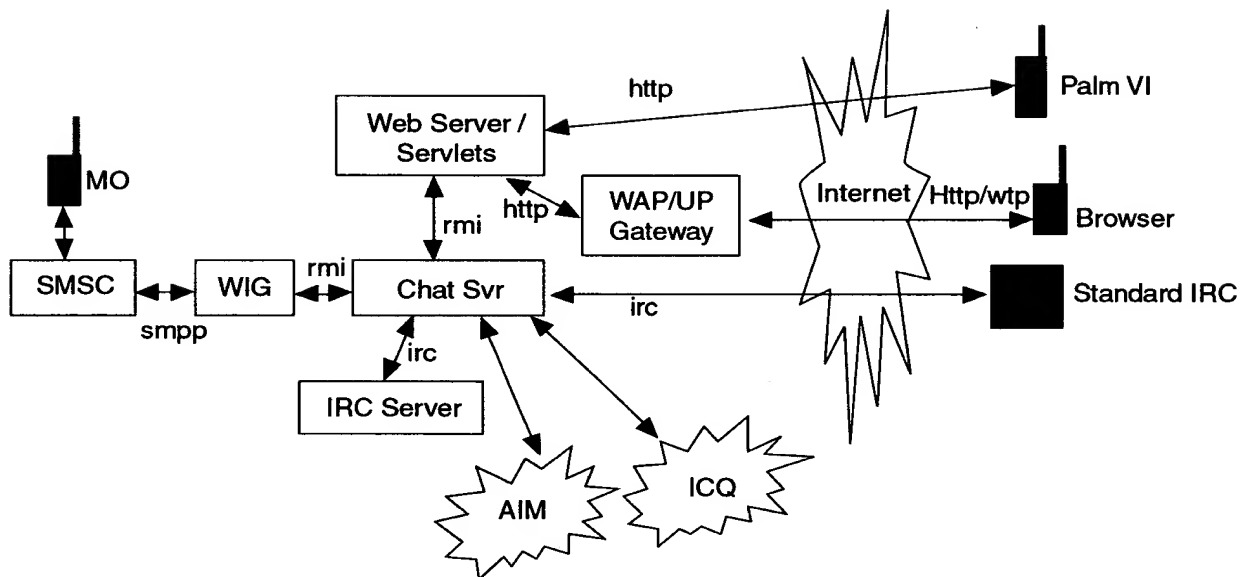 http
Palm VI
Web Server /
Servlets
MO
http
WAP/UP
Gateway
Internet
Http/wtp
Browser
rmi
SMSC
smpp
WIG
rmi
Chat Svr
irc
Standard IRC
irc
IRC Server
AIM
ICQ